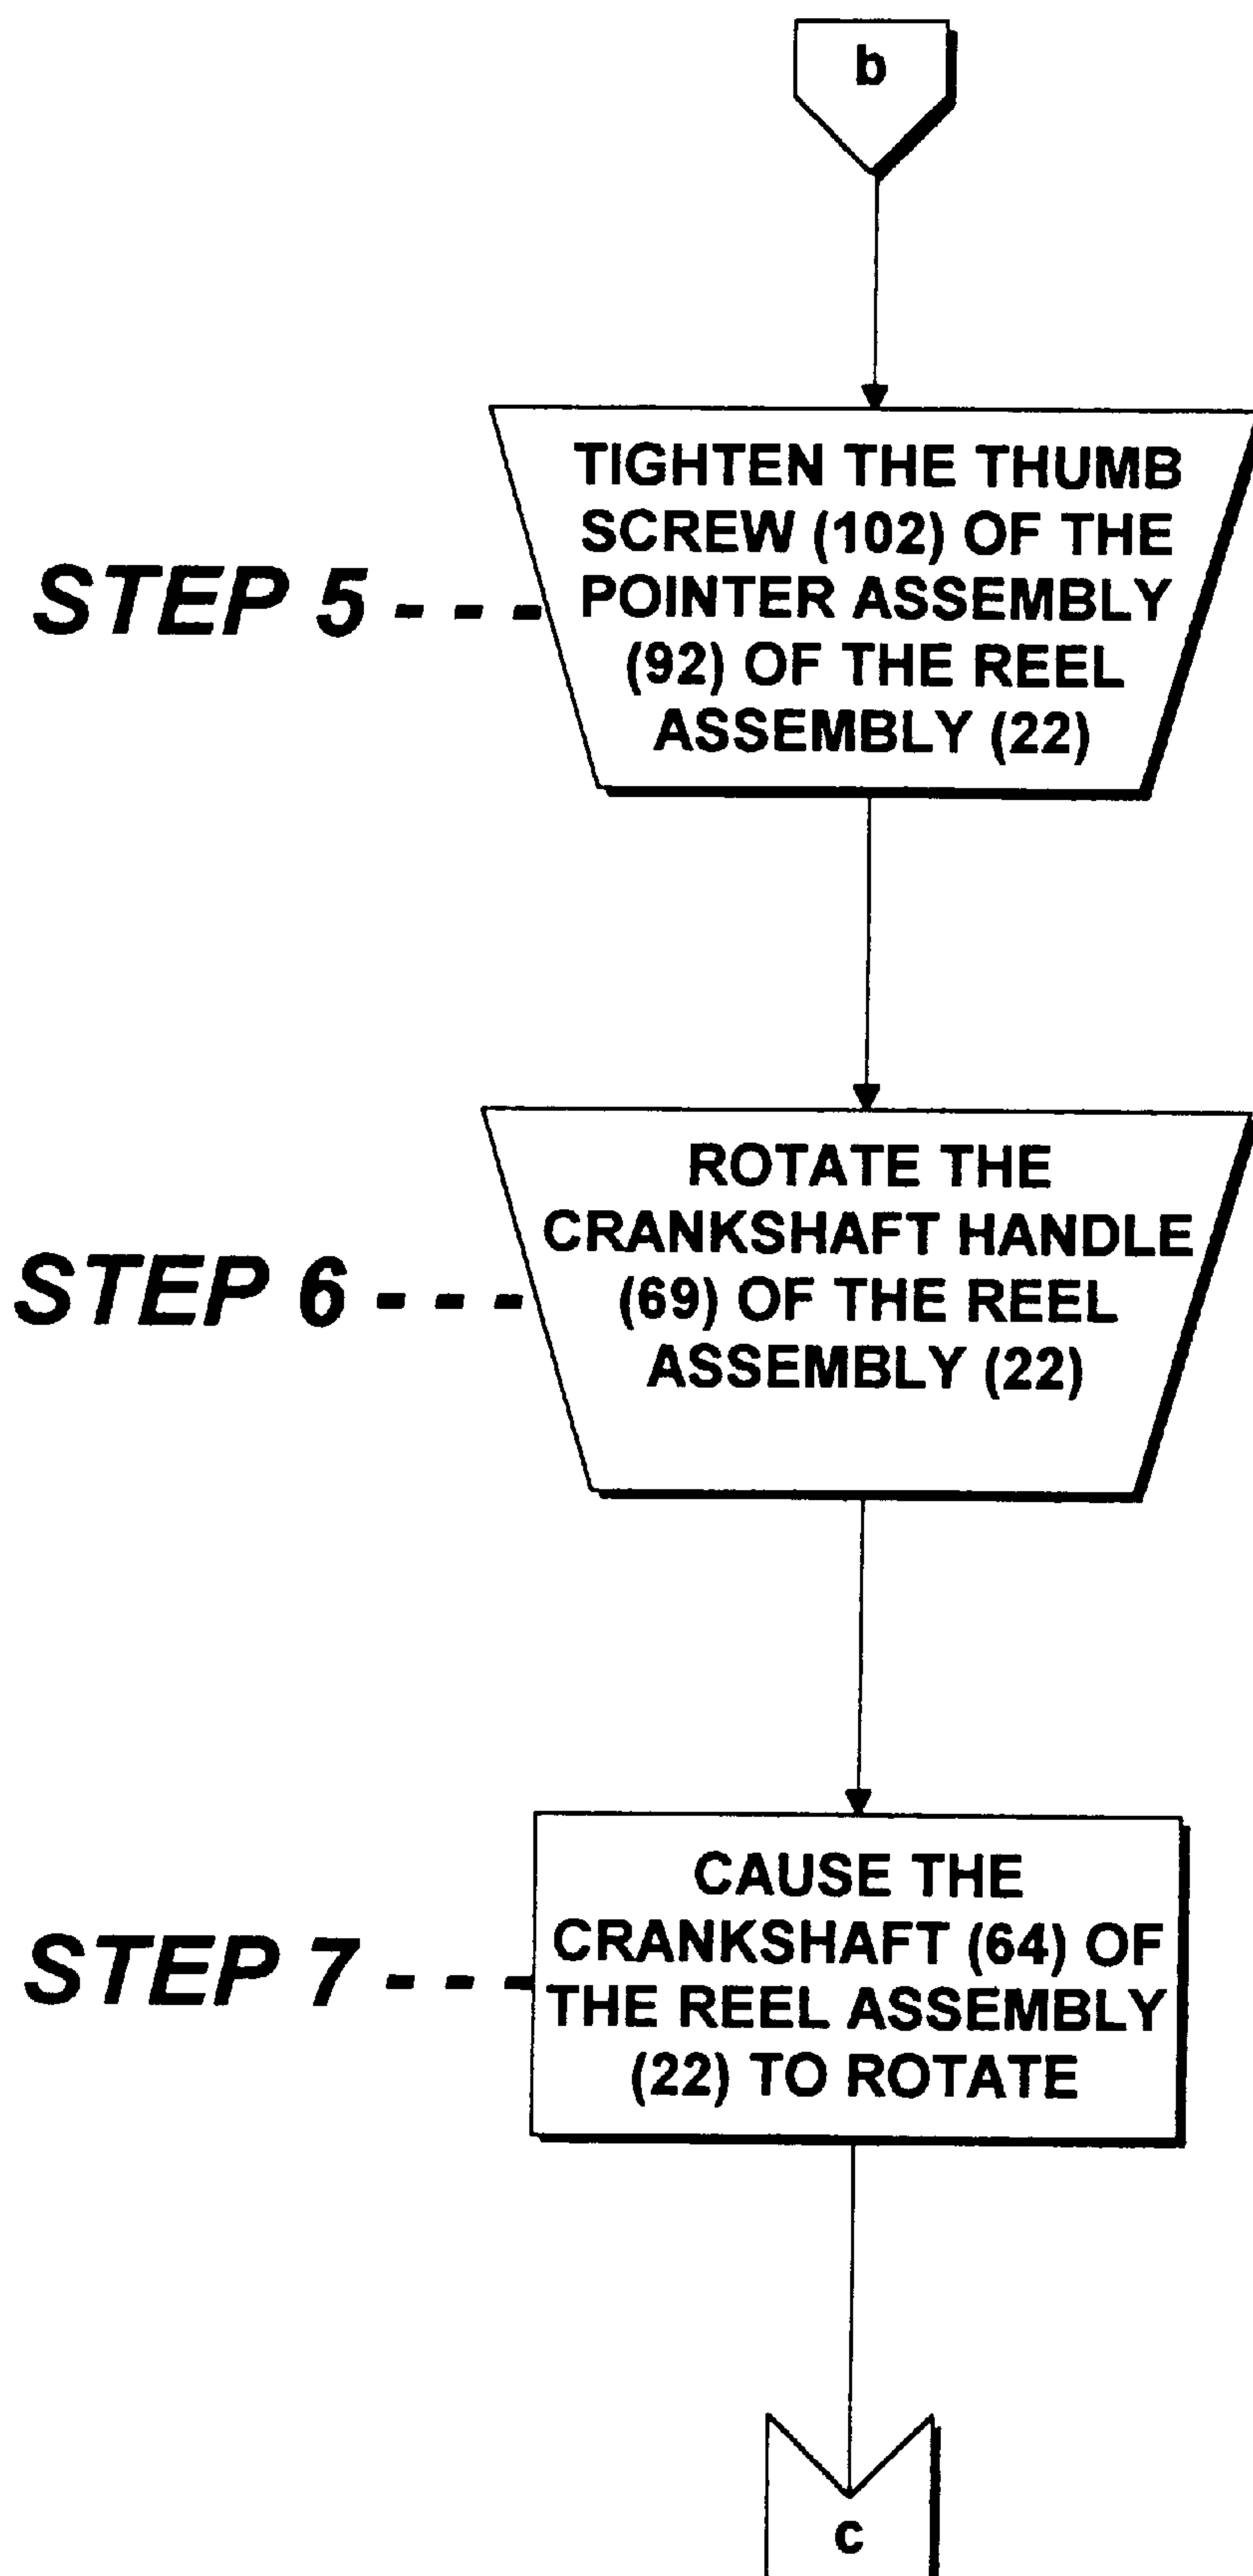 b
TIGHTEN THE THUMB
SCREW (102) OF THE
POINTER ASSEMBLY
(92) OF THE REEL
ASSEMBLY (22)
STEP 5 - - -
ROTATE THE
CRANKSHAFT HANDLE
(69) OF THE REEL
ASSEMBLY (22)
STEP 6 - - -
CAUSE THE
CRANKSHAFT (64) OF
THE REEL ASSEMBLY
(22) TO ROTATE
STEP 7 - - -
c